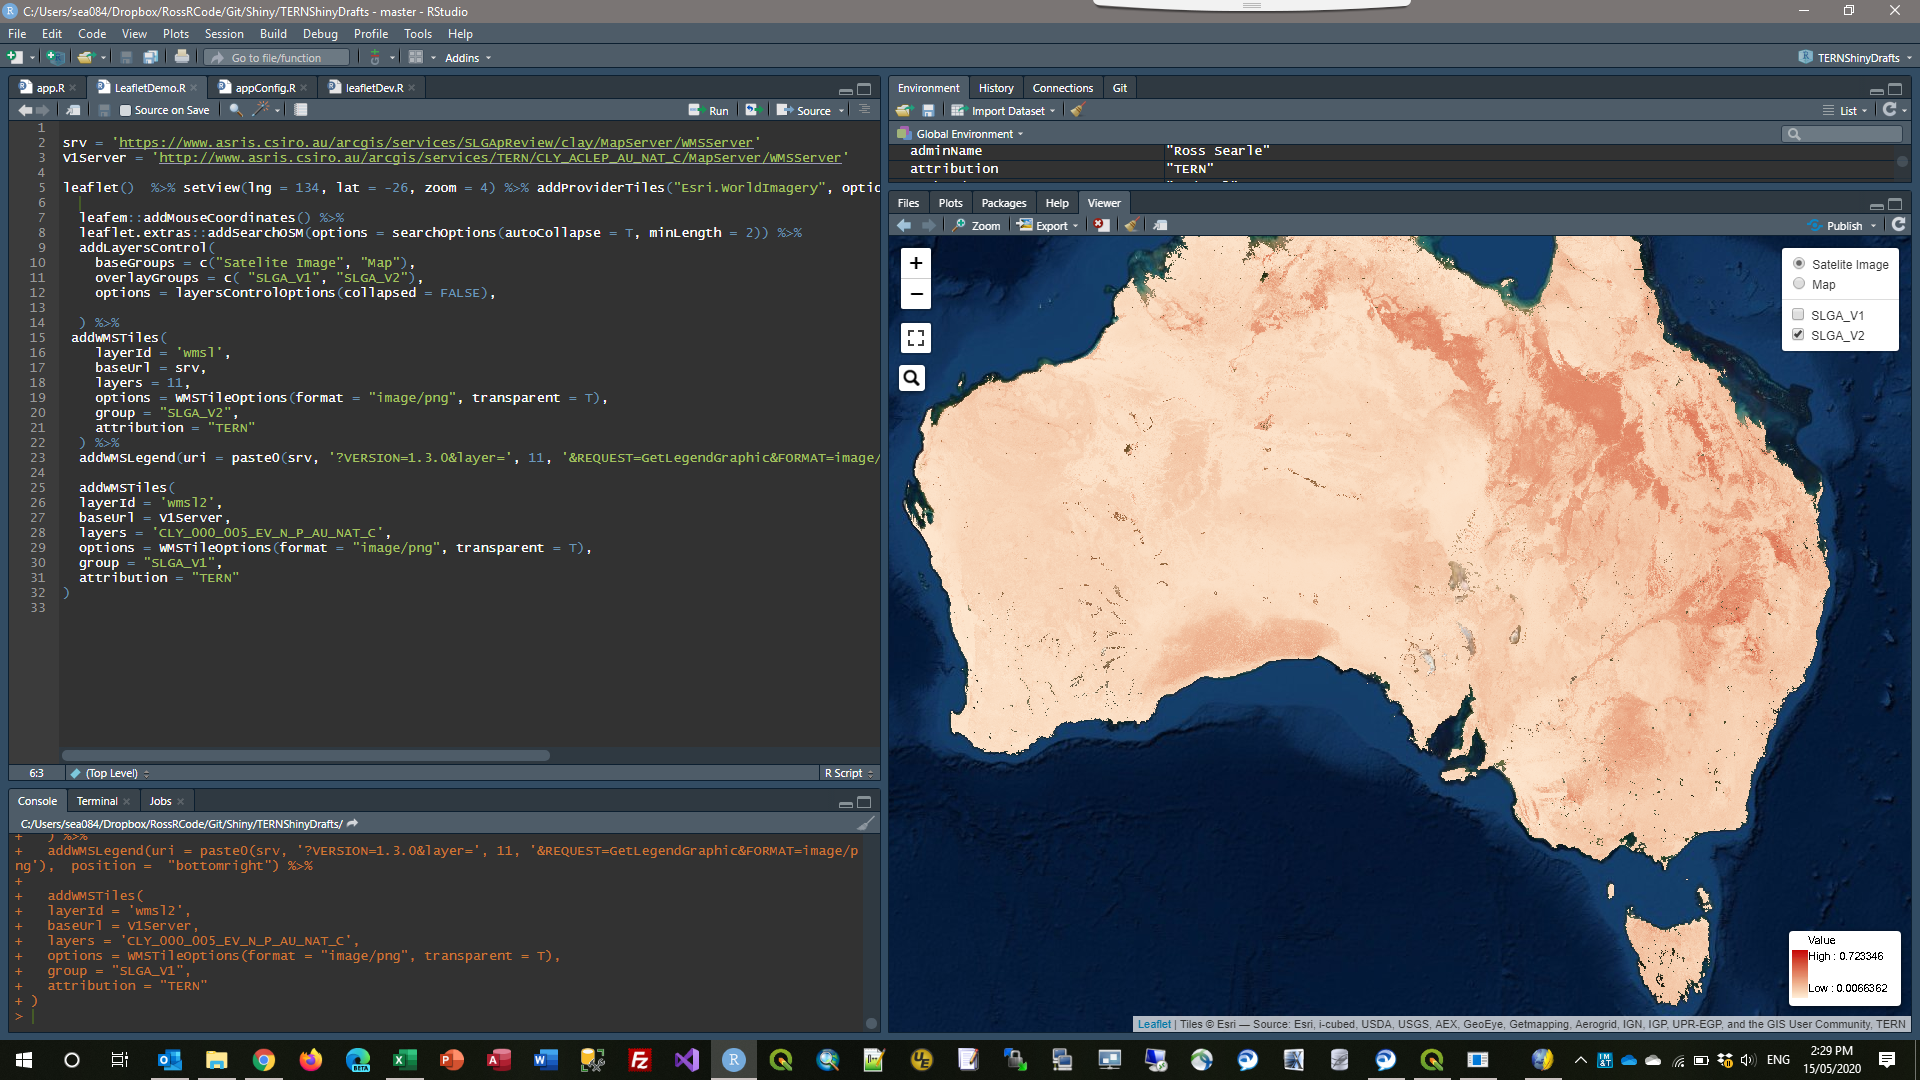 C:/Users/sea084/Dropbox/RossRCode/Git/Shiny/TERNShinyDrafts - master - RStudio
File Edit Code View Plots Session Build Debug Profile Tools Help
Go to file/function Addins TERNShinyDrafts
app.R LeafletDemo.R appConfig.R leafletDev.R
Source on Save Run Source
1
2 srv = 'https://www.asris.csiro.au/arcgis/services/SLGApReview/clay/MapServer/WMSServer'
3 V1Server = 'http://www.asris.csiro.au/arcgis/services/TERN/CLY_ACLEP_AU_NAT_C/MapServer/WMSServer'
4
5 leaflet() %>% setView(lng = 134, lat = -26, zoom = 4) %>% addProviderTiles("Esri.WorldImagery", optio
6
7 leafem::addMouseCoordinates() %>%
8 leaflet.extras::addSearchOSM(options = searchOptions(autoCollapse = T, minLength = 2)) %>%
9 addLayersControl(
10 baseGroups = c("Satelite Image", "Map"),
11 overlayGroups = c( "SLGA_V1", "SLGA_V2"),
12 options = layersControlOptions(collapsed = FALSE),
13
14 ) %>%
15 addWMSTiles(
16 layerId = 'wmsl',
17 baseUrl = srv,
18 layers = 11,
19 options = WMSTileOptions(format = "image/png", transparent = T),
20 group = "SLGA_V2",
21 attribution = "TERN"
22 ) %>%
23 addWMSLegend(uri = paste0(srv, '?VERSION=1.3.0&layer=', 11, '&REQUEST=GetLegendGraphic&FORMAT=image/
24
25 addWMSTiles(
26 layerId = 'wmsl2',
27 baseUrl = V1Server,
28 layers = 'CLY_000_005_EV_N_P_AU_NAT_C',
29 options = WMSTileOptions(format = "image/png", transparent = T),
30 group = "SLGA_V1",
31 attribution = "TERN"
32 )
33
6:3 (Top Level) R Script
Console Terminal Jobs
C:/Users/sea084/Dropbox/RossRCode/Git/Shiny/TERNShinyDrafts/
+ ) %>%
+ addWMSLegend(uri = paste0(srv, '?VERSION=1.3.0&layer=', 11, '&REQUEST=GetLegendGraphic&FORMAT=image/p
ng'), position = "bottomright") %>%
+
+ addWMSTiles(
+ layerId = 'wmsl2',
+ baseUrl = V1Server,
+ layers = 'CLY_000_005_EV_N_P_AU_NAT_C',
+ options = WMSTileOptions(format = "image/png", transparent = T),
+ group = "SLGA_V1",
+ attribution = "TERN"
+ )
>
Environment History Connections Git
Import Dataset List
Global Environment
adminName "Ross Searle"
attribution "TERN"
Files Plots Packages Help Viewer
Zoom Export Publish
+
−
Satelite Image
Map
SLGA_V1
SLGA_V2
Value
High : 0.723346
Low : 0.0066362
Leaflet | Tiles © Esri — Source: Esri, i-cubed, USDA, USGS, AEX, GeoEye, Getmapping, Aerogrid, IGN, IGP, UPR-EGP, and the GIS User Community, TERN
ENG
2:29 PM
15/05/2020